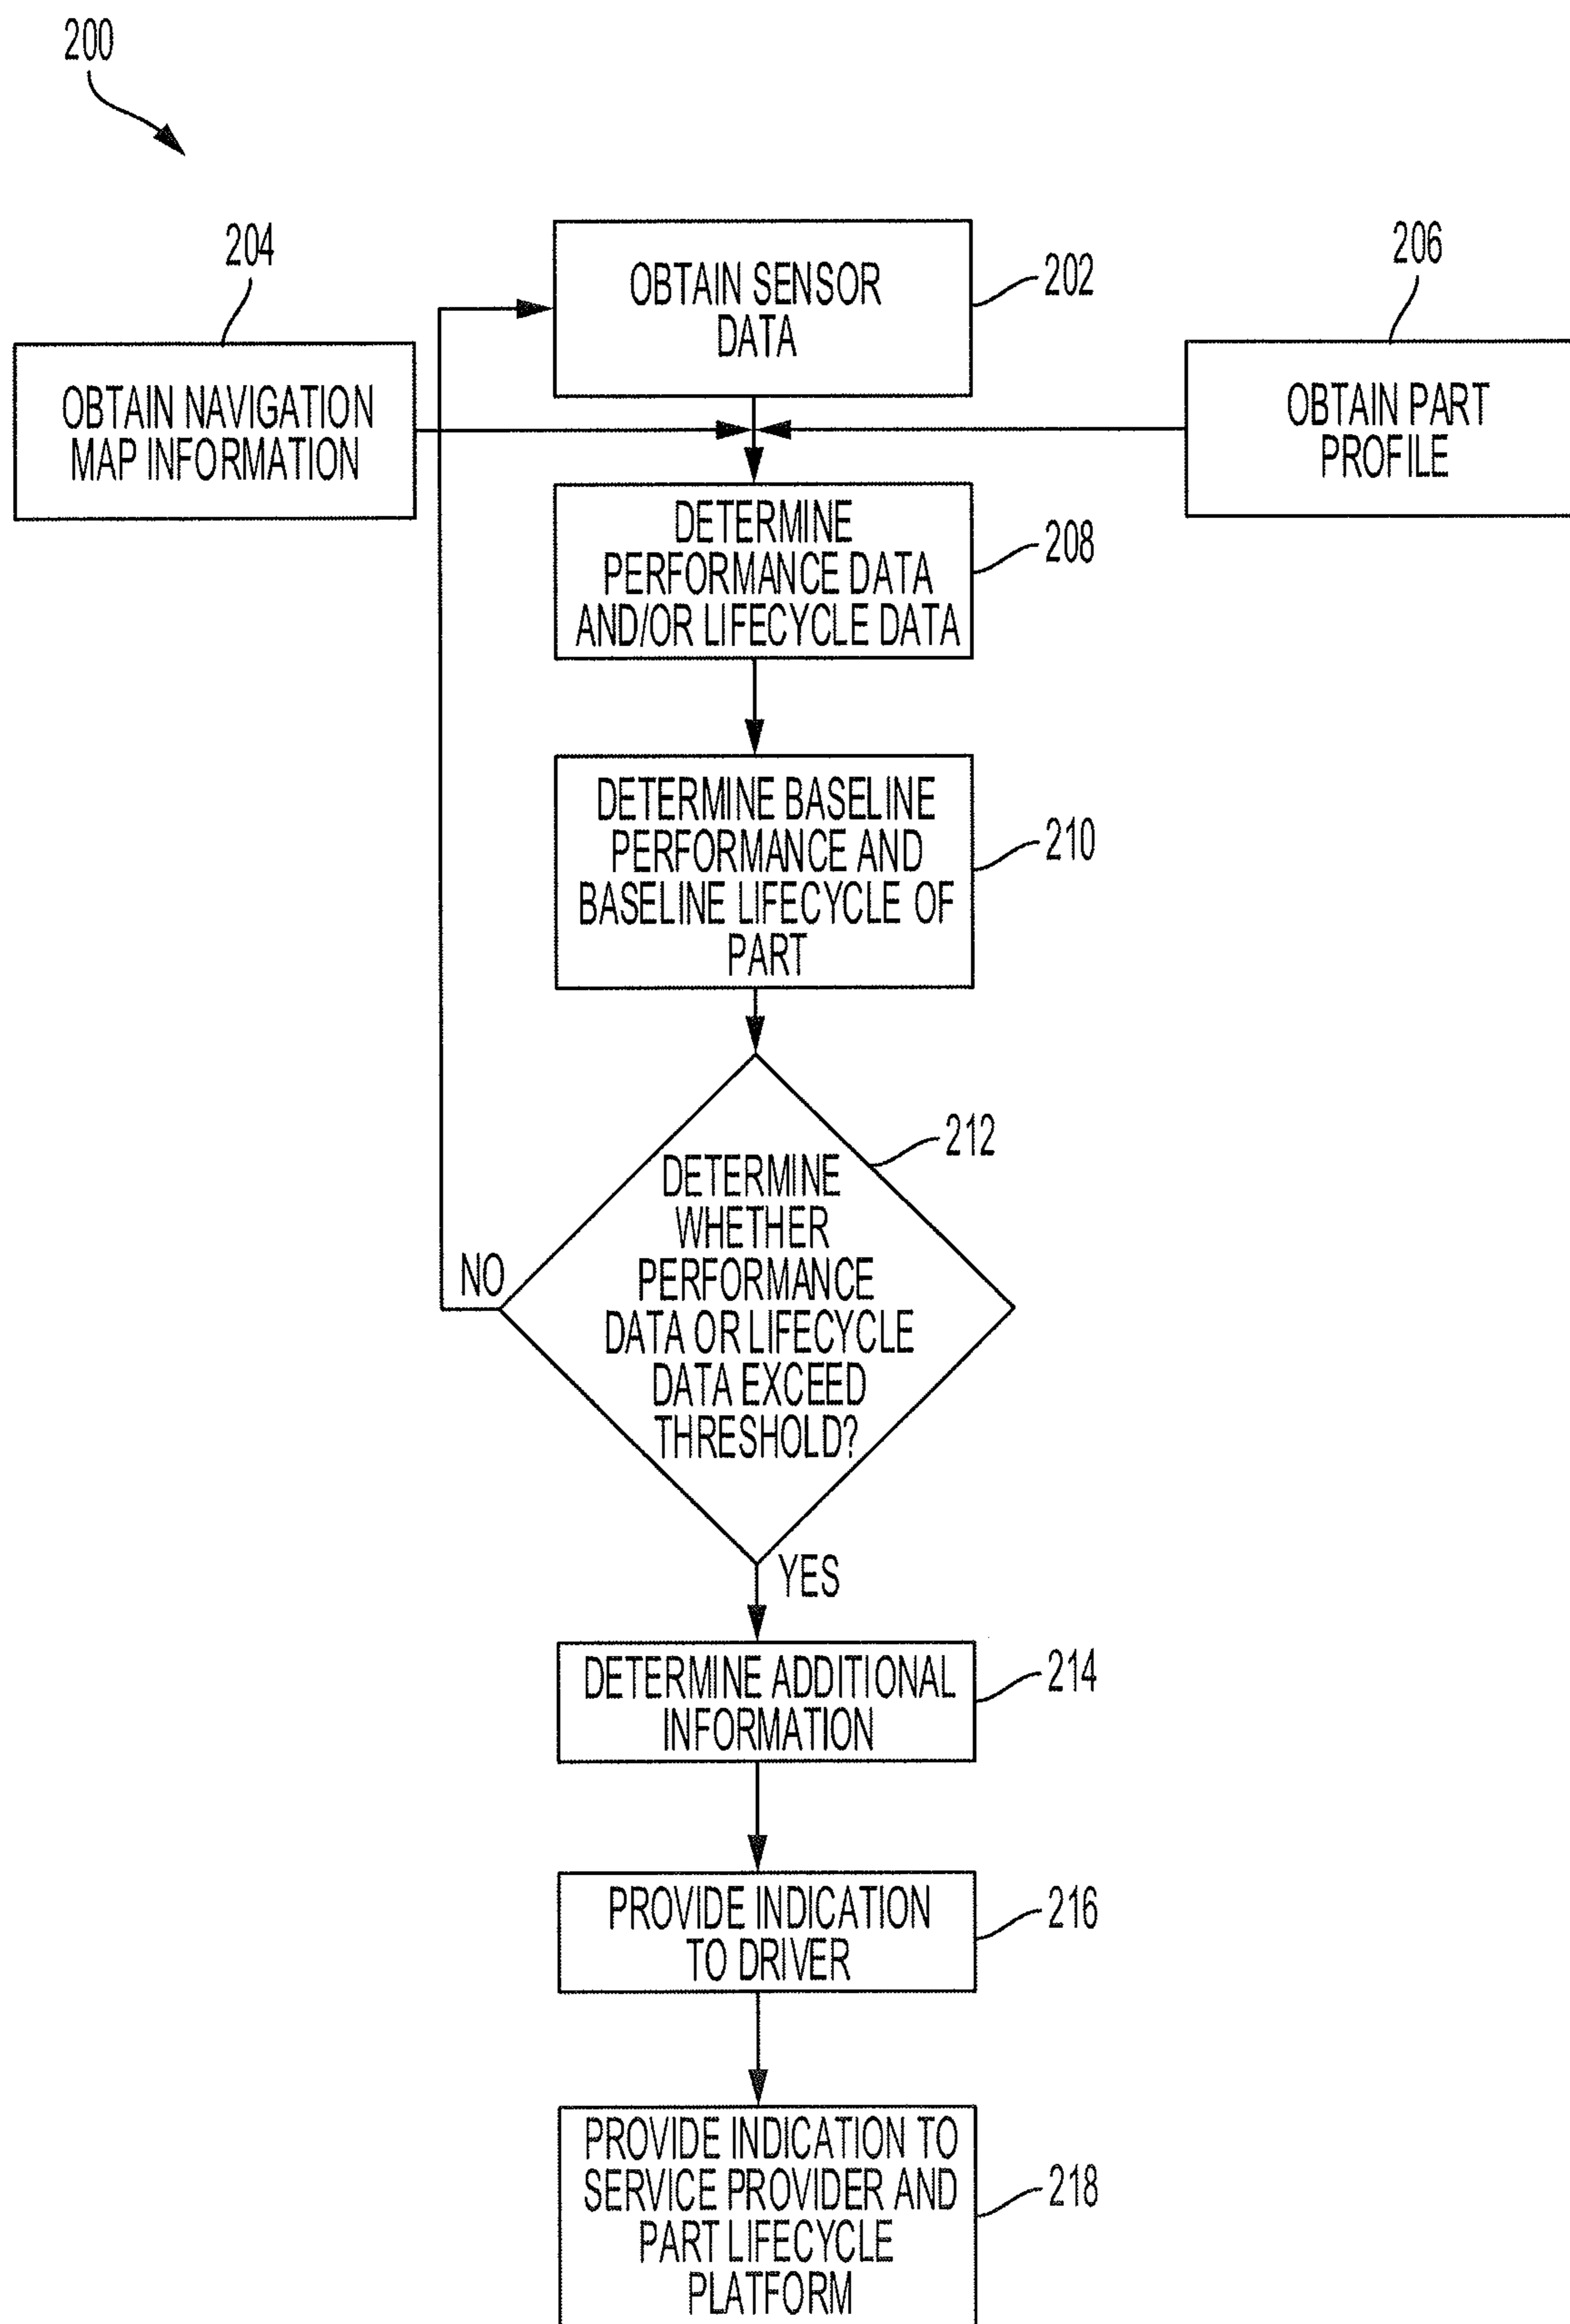 200
204
OBTAIN NAVIGATION
MAP INFORMATION
OBTAIN SENSOR
DATA
202
206
OBTAIN PART
PROFILE
DETERMINE
PERFORMANCE DATA
AND/OR LIFECYCLE DATA
208
DETERMINE BASELINE
PERFORMANCE AND
BASELINE LIFECYCLE OF
PART
210
DETERMINE
WHETHER
PERFORMANCE
DATA OR LIFECYCLE
DATA EXCEED
THRESHOLD?
212
NO
YES
DETERMINE ADDITIONAL
INFORMATION
214
PROVIDE INDICATION
TO DRIVER
216
PROVIDE INDICATION TO
SERVICE PROVIDER AND
PART LIFECYCLE
PLATFORM
218